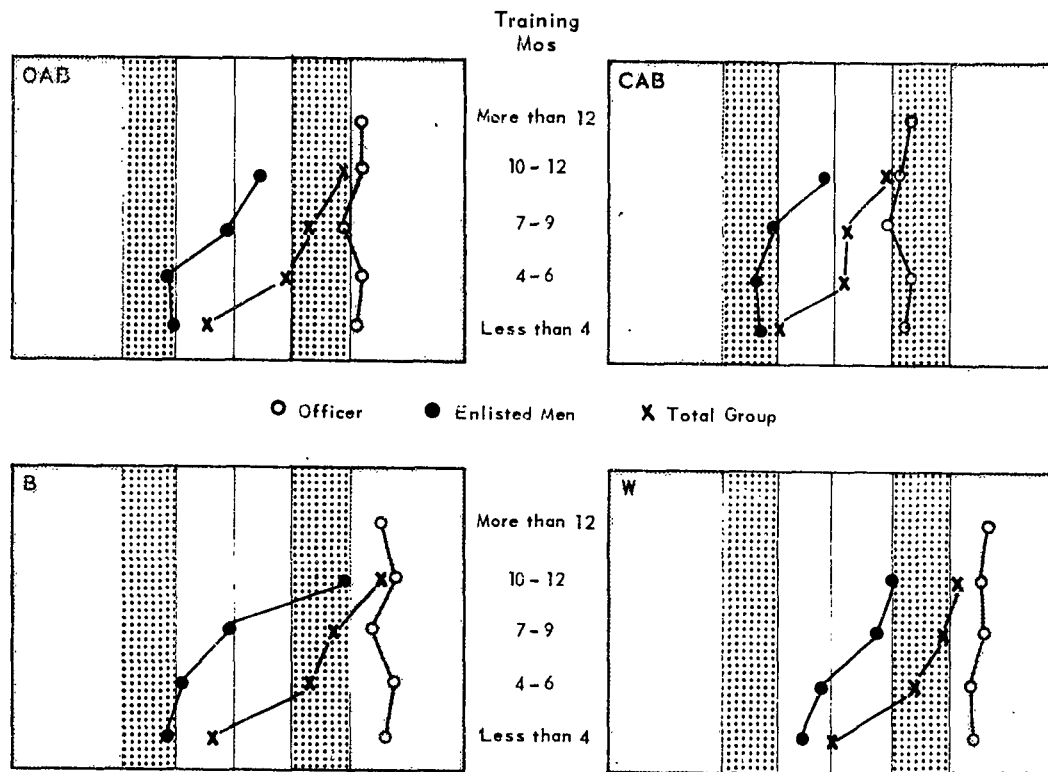 Training
Mos
OAB
CAB
More than 12
10 - 12
7 - 9
4 - 6
Less than 4
Officer
Enlisted Men
Total Group
B
W
More than 12
10 - 12
7 - 9
4 - 6
Less than 4